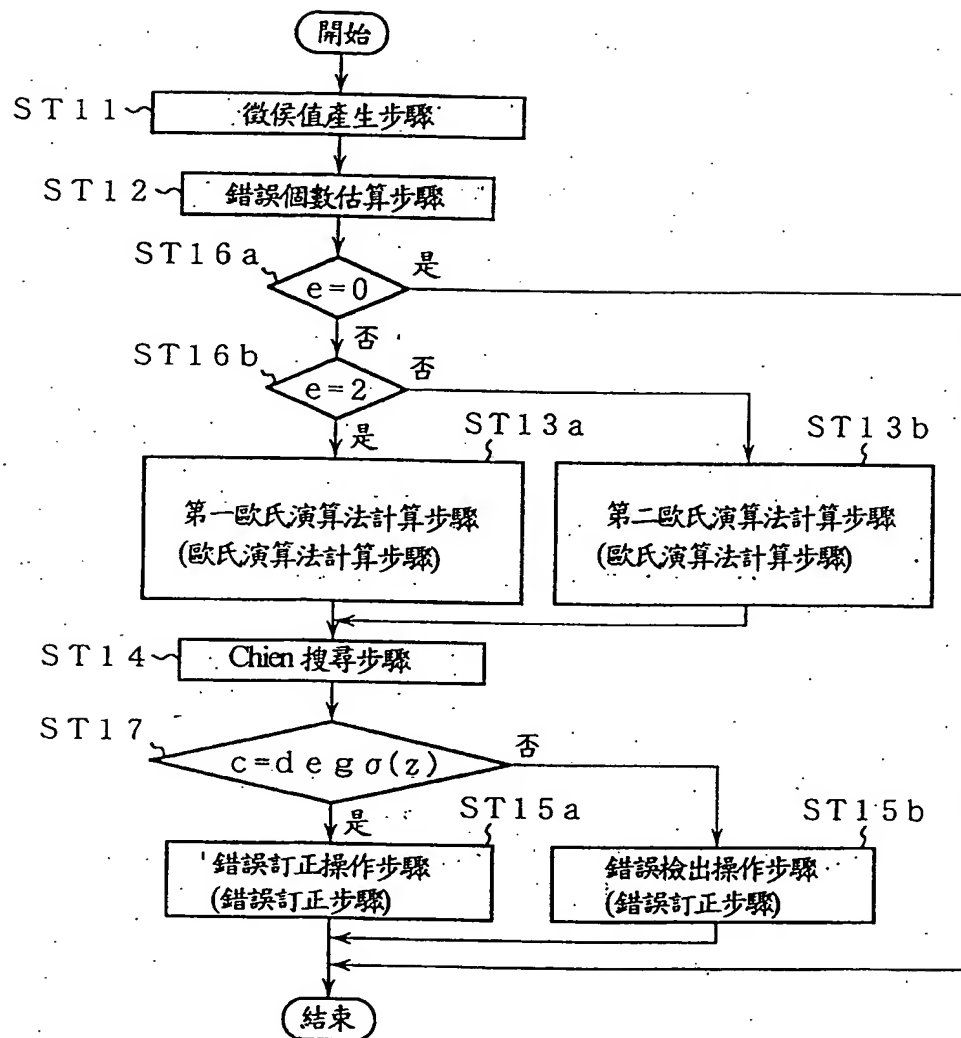 開始
ST11
徵侯值產生步驟
ST12
錯誤個數估算步驟
ST16a
e=0
是
否
ST16b
e=2
否
是
ST13a
第一歐氏演算法計算步驟
(歐氏演算法計算步驟)
ST13b
第二歐氏演算法計算步驟
(歐氏演算法計算步驟)
ST14
Chien 搜尋步驟
ST17
c=deg σ(z)
否
是
ST15a
錯誤訂正操作步驟
(錯誤訂正步驟)
ST15b
錯誤檢出操作步驟
(錯誤訂正步驟)
結束